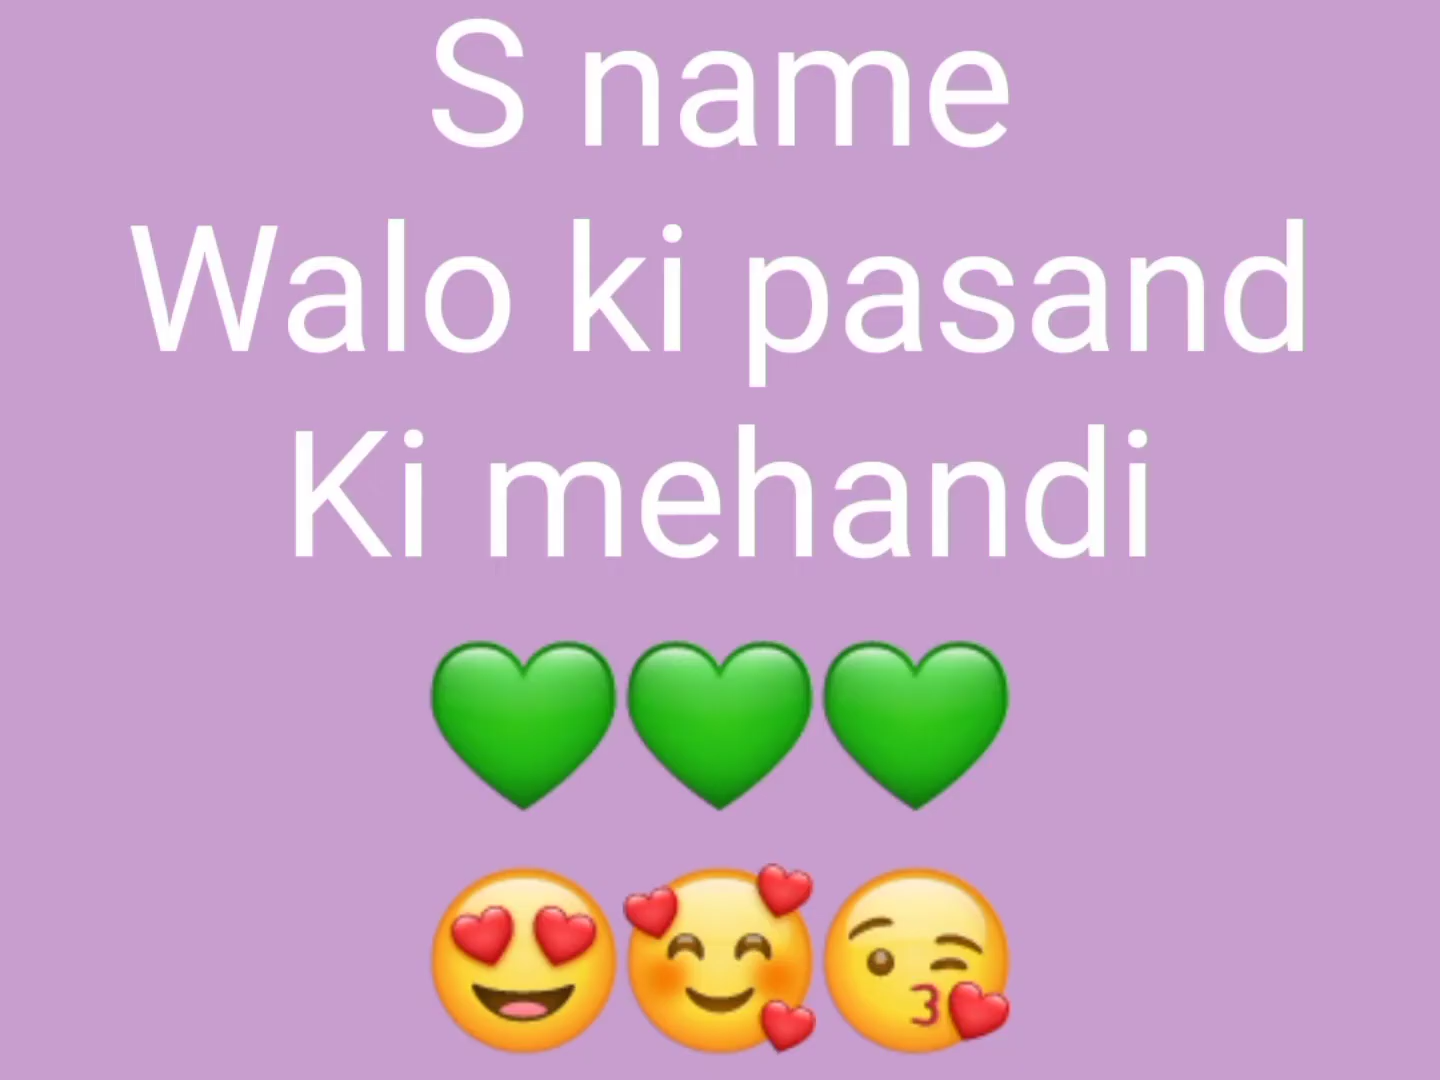 S name
Walo ki pasand
Ki mehandi
💚💚💚
😍🥰😘